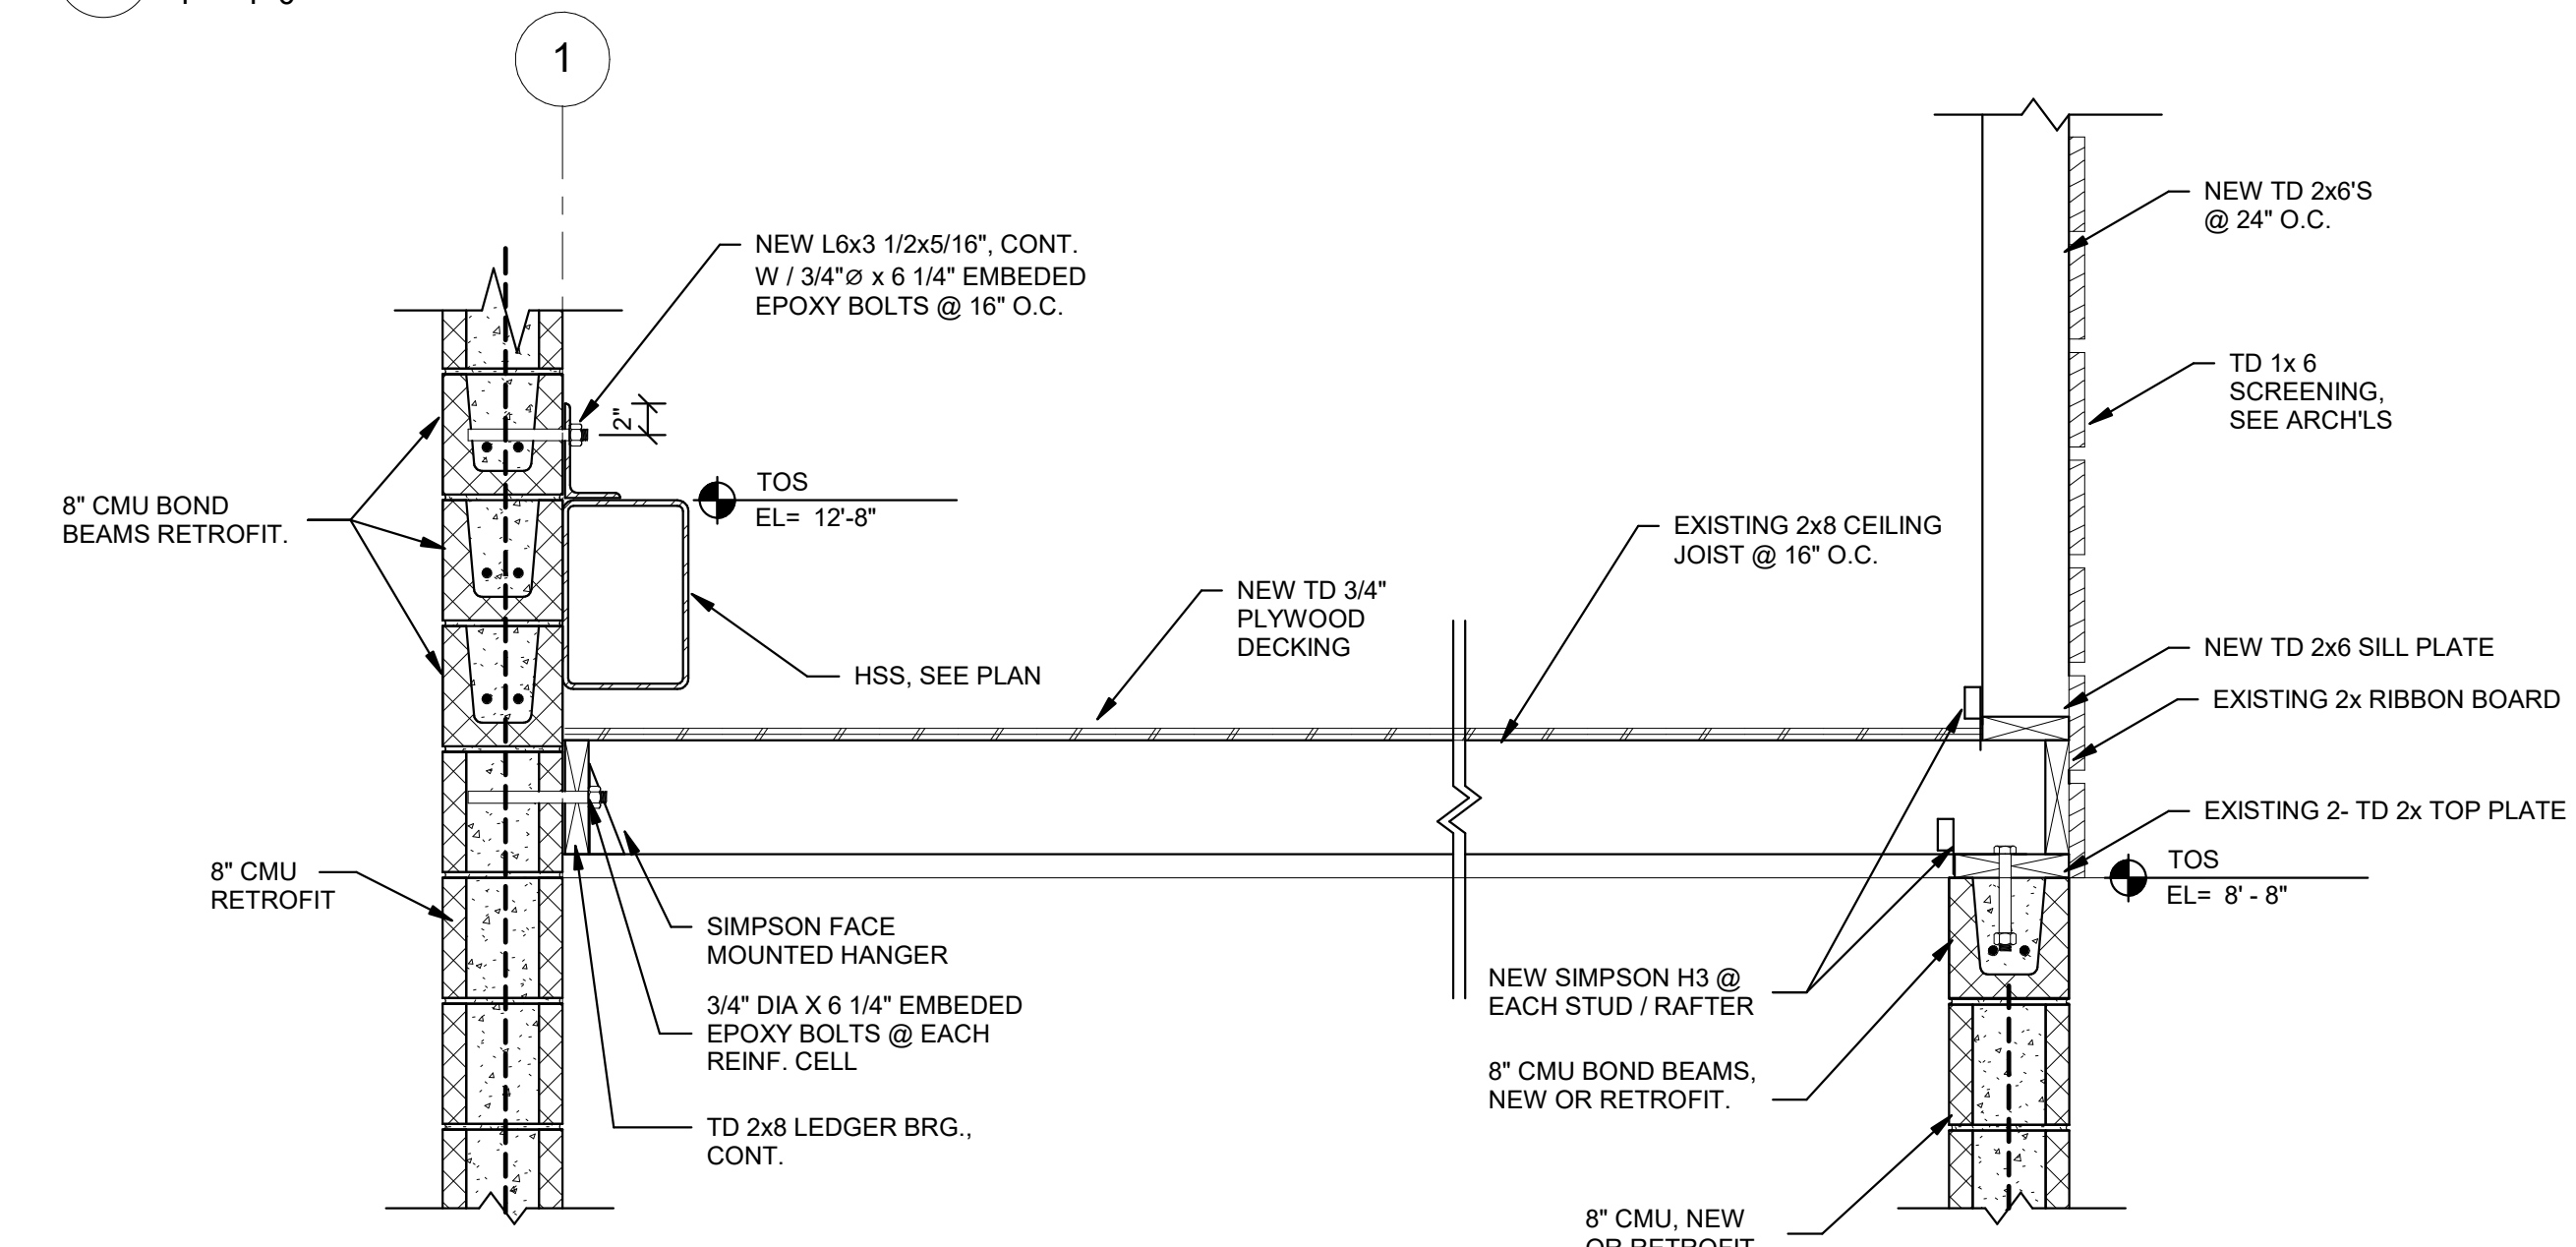 1
NEW L6x3 1/2x5/16", CONT.
W / 3/4"Ø x 6 1/4" EMBEDED
EPOXY BOLTS @ 16" O.C.
2"
NEW TD 2x6'S
@ 24" O.C.
TD 1x 6
SCREENING,
SEE ARCH'LS
8" CMU BOND
BEAMS RETROFIT.
TOS
EL= 12'-8"
EXISTING 2x8 CEILING
JOIST @ 16" O.C.
NEW TD 3/4"
PLYWOOD
DECKING
HSS, SEE PLAN
NEW TD 2x6 SILL PLATE
EXISTING 2x RIBBON BOARD
EXISTING 2- TD 2x TOP PLATE
TOS
EL= 8' - 8"
8" CMU
RETROFIT
SIMPSON FACE
MOUNTED HANGER
3/4" DIA X 6 1/4" EMBEDED
EPOXY BOLTS @ EACH
REINF. CELL
TD 2x8 LEDGER BRG.,
CONT.
NEW SIMPSON H3 @
EACH STUD / RAFTER
8" CMU BOND BEAMS,
NEW OR RETROFIT.
8" CMU, NEW
OR RETROFIT